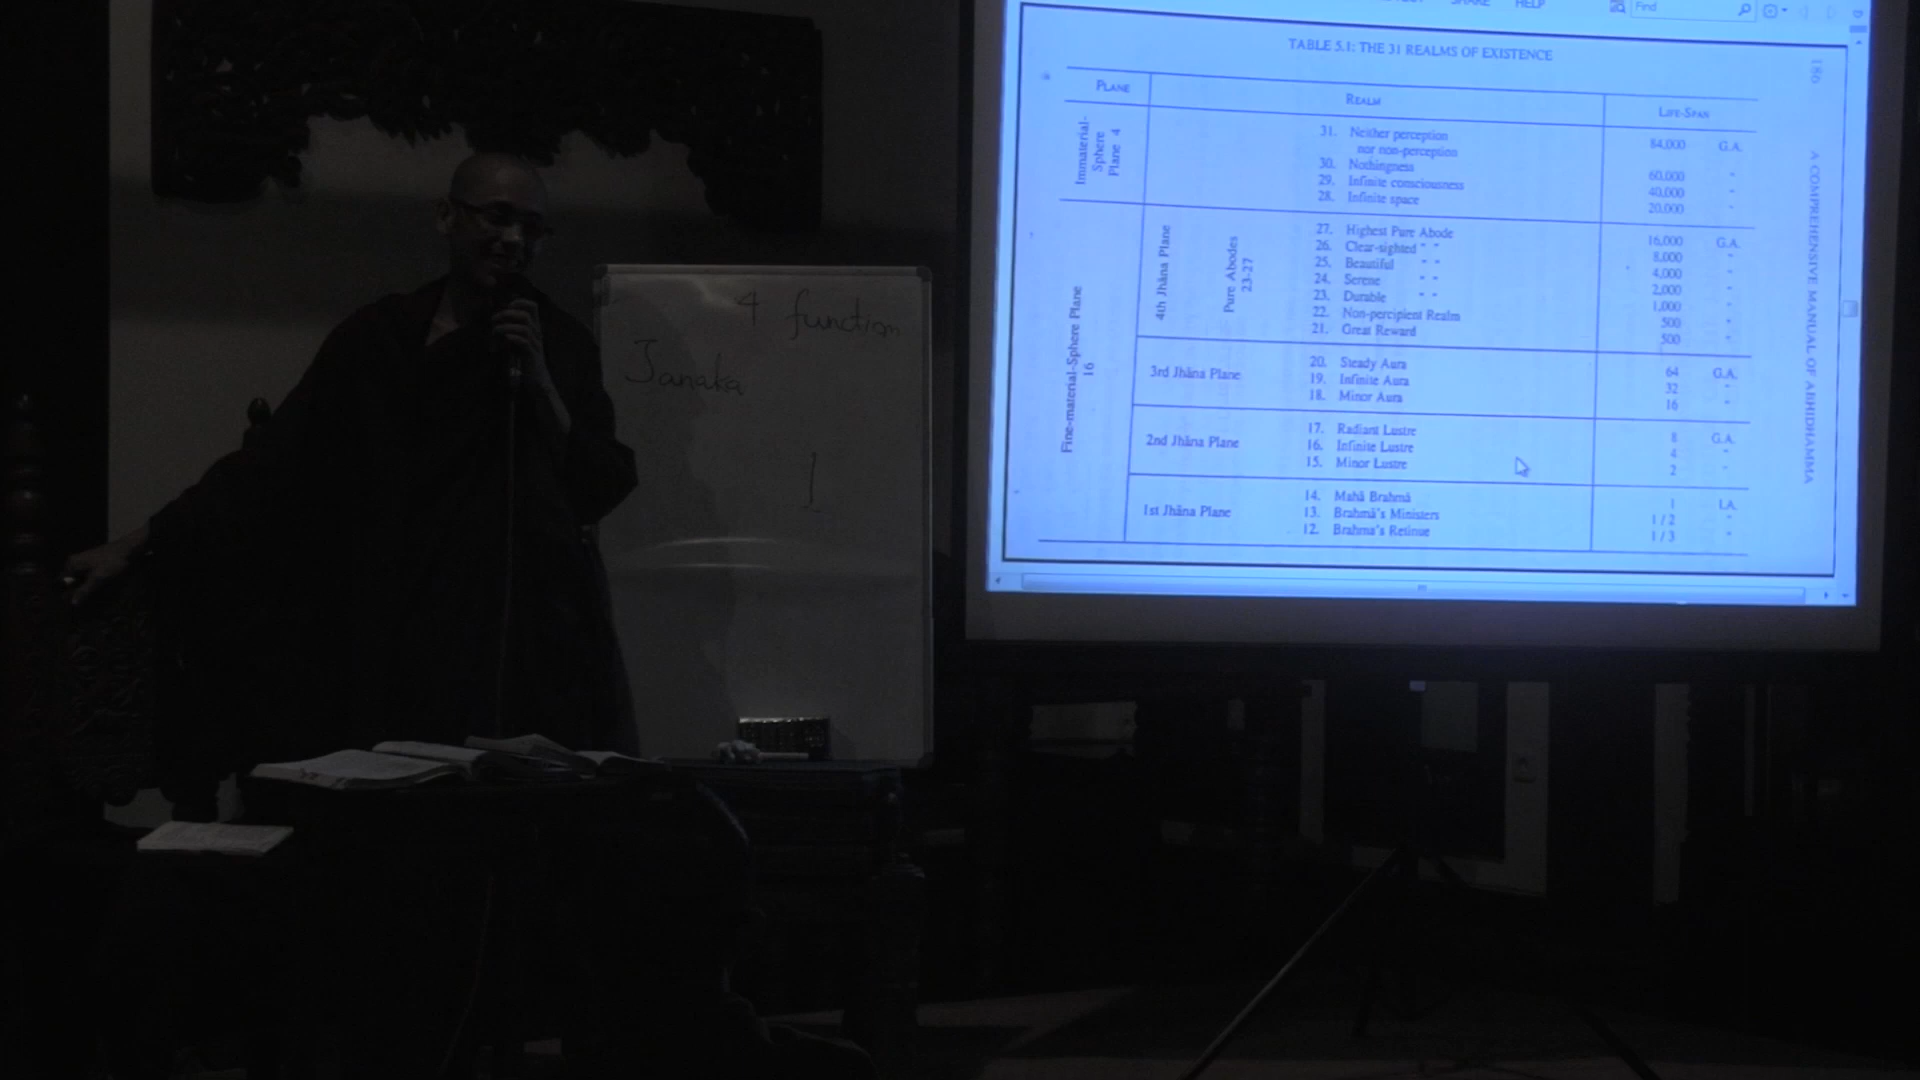 4 function
Janaka
1
HELP
Find
TABLE 5.1: THE 31 REALMS OF EXISTENCE
186
A COMPREHENSIVE MANUAL OF ABHIDHAMMA
PLANE REALM LIFE-SPAN
Immaterial-
Sphere
Plane 4
31. Neither perception 84,000 G.A.
nor non-perception
30. Nothingness 60,000 "
29. Infinite consciousness 40,000 "
28. Infinite space 20,000 "
Fine-material-Sphere Plane
16
4th Jhāna Plane
Pure Abodes
23-27
27. Highest Pure Abode 16,000 G.A.
26. Clear-sighted " " 8,000 "
25. Beautiful " " 4,000 "
24. Serene " " 2,000 "
23. Durable " " 1,000 "
22. Non-percipient Realm 500 "
21. Great Reward 500 "
3rd Jhāna Plane
20. Steady Aura 64 G.A.
19. Infinite Aura 32 "
18. Minor Aura 16 "
2nd Jhāna Plane
17. Radiant Lustre 8 G.A.
16. Infinite Lustre 4 "
15. Minor Lustre 2 "
1st Jhāna Plane
14. Mahā Brahmā 1 I.A.
13. Brahmā's Ministers 1/2 "
12. Brahma's Retinue 1/3 "